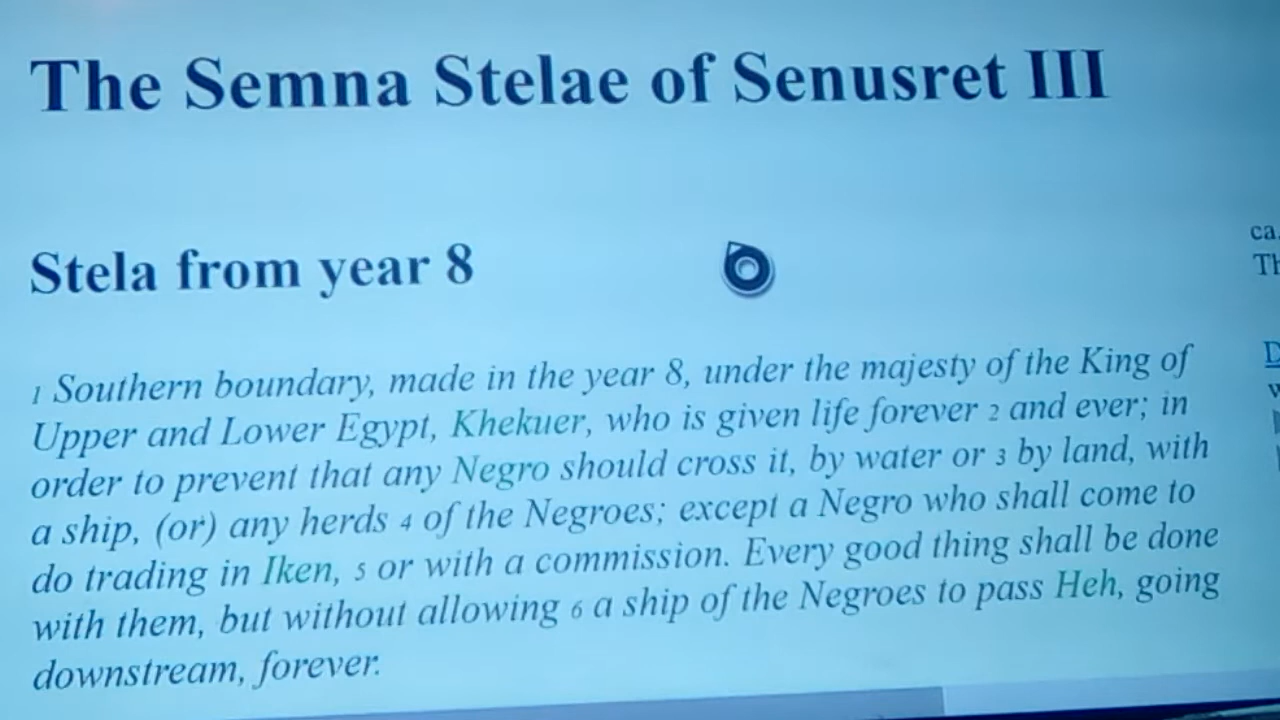 The Semna Stelae of Senusret III
Stela from year 8
ca.
Th
D
1 Southern boundary, made in the year 8, under the majesty of the King of
Upper and Lower Egypt, Khekuer, who is given life forever 2 and ever; in
order to prevent that any Negro should cross it, by water or 3 by land, with
a ship, (or) any herds 4 of the Negroes; except a Negro who shall come to
do trading in Iken, 5 or with a commission. Every good thing shall be done
with them, but without allowing 6 a ship of the Negroes to pass Heh, going
downstream, forever.